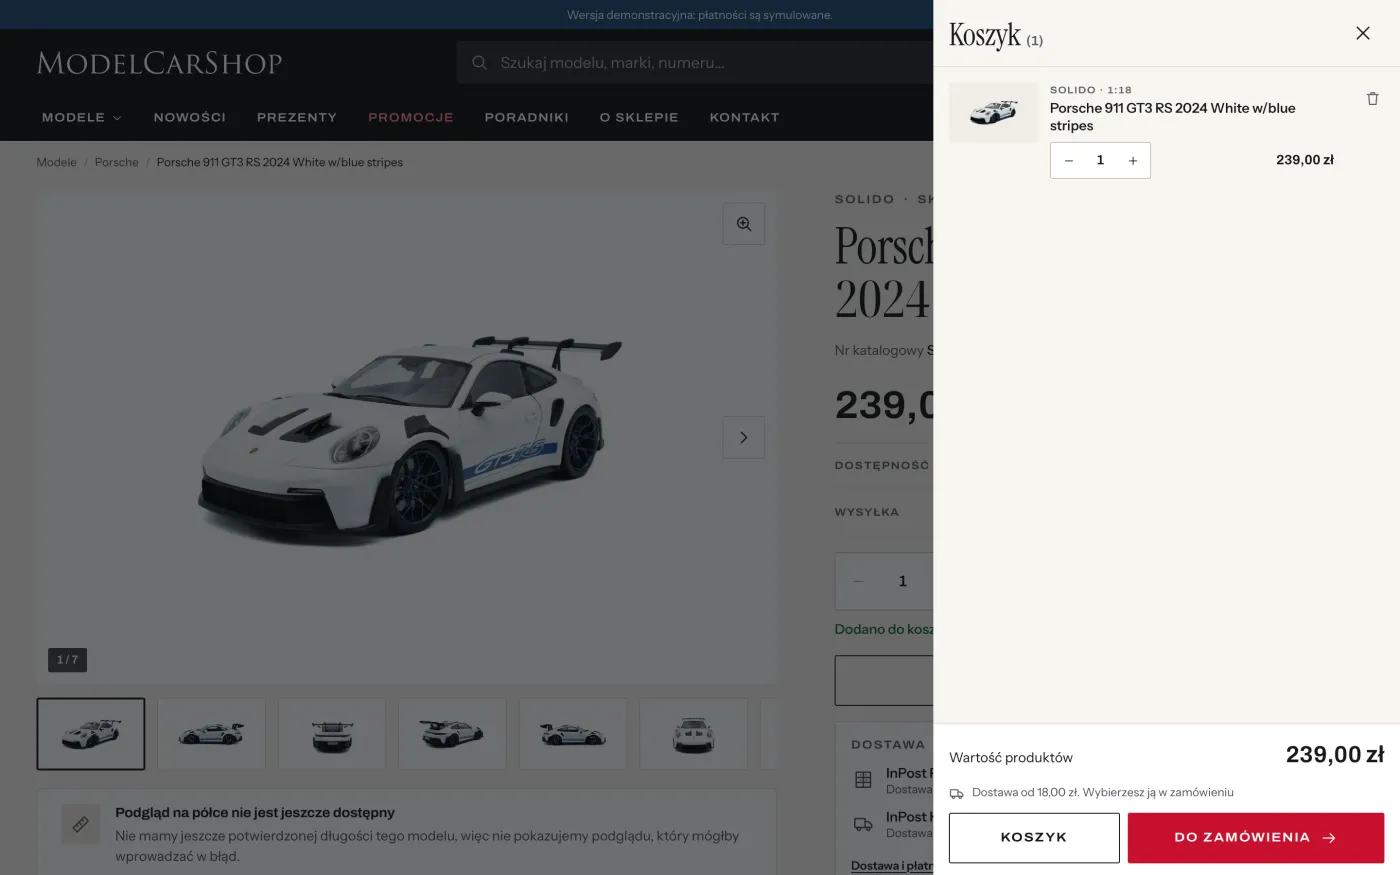 Wersja demonstracyjna: płatności są symulowane.
MODELCARSHOP
Szukaj modelu, marki, numeru...
MODELE
NOWOŚCI
PREZENTY
PROMOCJE
PORADNIKI
O SKLEPIE
KONTAKT
Modele / Porsche / Porsche 911 GT3 RS 2024 White w/blue stripes
GT3 RS
1 / 7
Podgląd na półce nie jest jeszcze dostępny
Nie mamy jeszcze potwierdzonej długości tego modelu, więc nie pokazujemy podglądu, który mógłby
wprowadzać w błąd.
SOLIDO ·
2024
Nr katalogowy
239,0
DOSTĘPNOŚĆ
WYSYŁKA
− 1
Dodano do
DOSTAWA
InPost
Dostawa
InPost
Dostawa
Dostawa i
Koszyk (1)
SOLIDO · 1:18
Porsche 911 GT3 RS 2024 White w/blue
stripes
− 1 +
239,00 zł
Wartość produktów
239,00 zł
Dostawa od 18,00 zł. Wybierzesz ją w zamówieniu
KOSZYK
DO ZAMÓWIENIA →